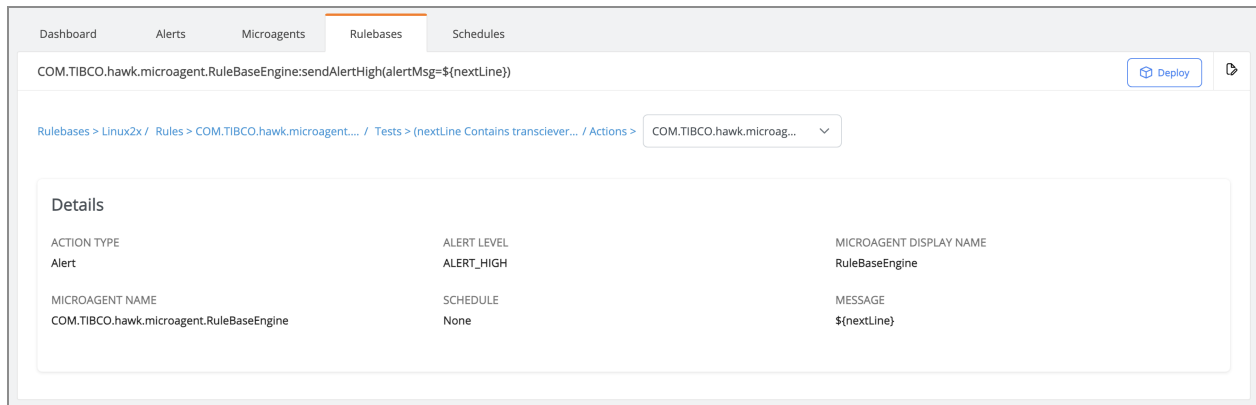 Dashboard Alerts Microagents Rulebases Schedules
COM.TIBCO.hawk.microagent.RuleBaseEngine:sendAlertHigh(alertMsg=${nextLine})
Deploy
Rulebases > Linux2x / Rules > COM.TIBCO.hawk.microagent.... / Tests > (nextLine Contains transciever... / Actions > COM.TIBCO.hawk.microag...
Details
ACTION TYPE ALERT LEVEL MICROAGENT DISPLAY NAME
Alert ALERT_HIGH RuleBaseEngine
MICROAGENT NAME SCHEDULE MESSAGE
COM.TIBCO.hawk.microagent.RuleBaseEngine None ${nextLine}